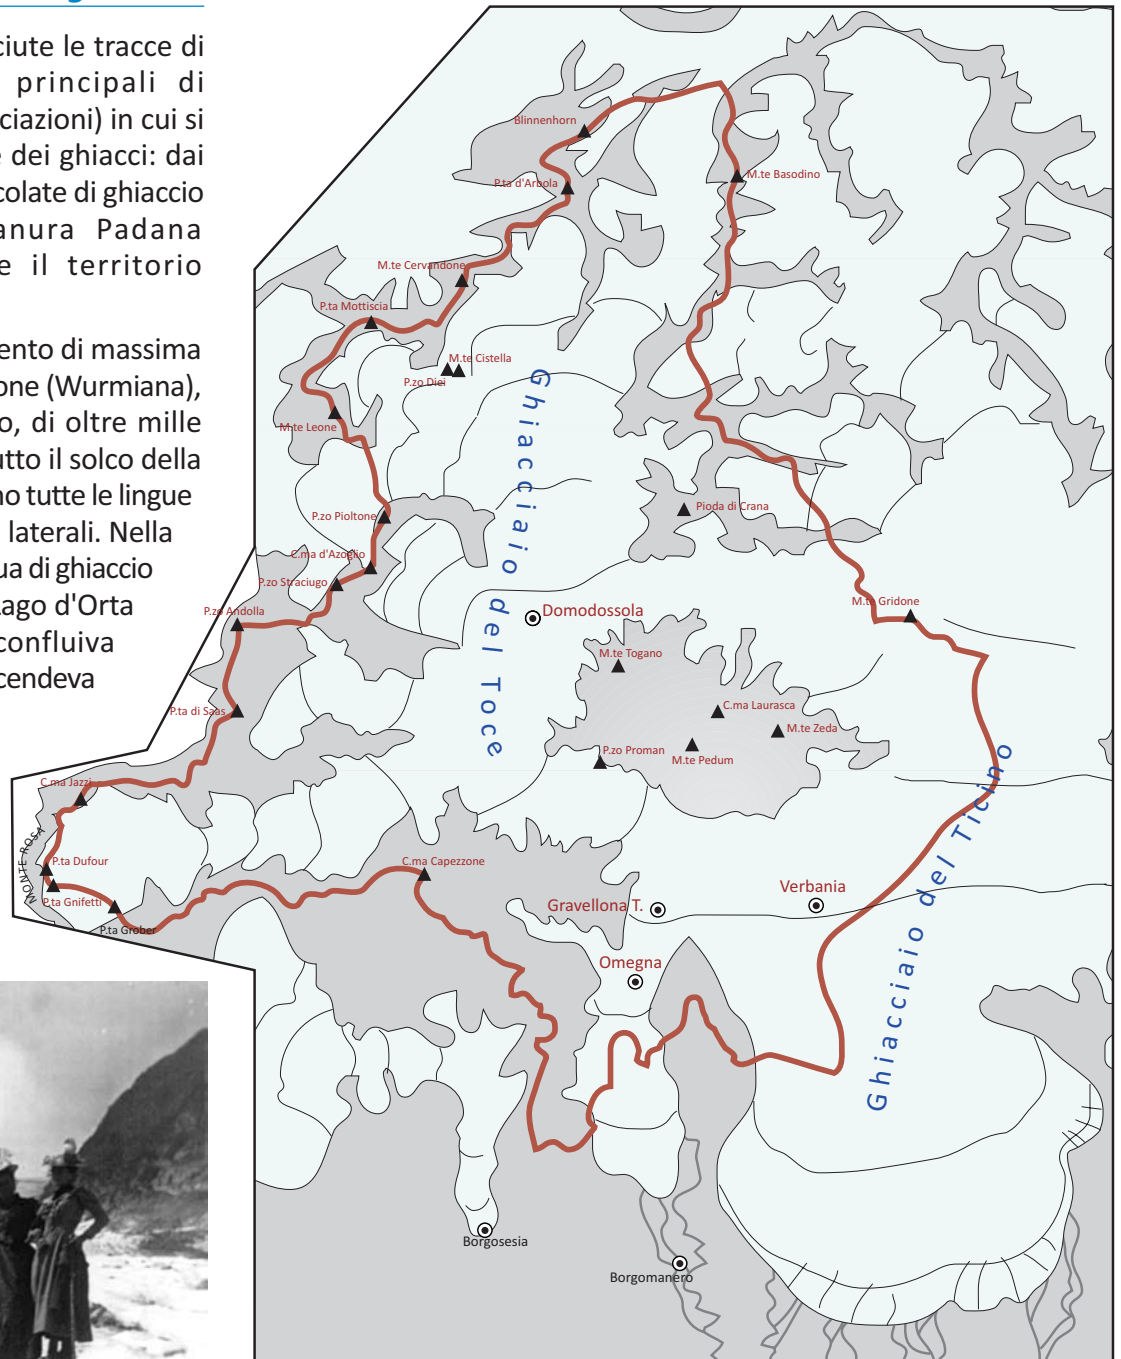 ciute le tracce di
principali di
ciazioni) in cui si
dei ghiacci: dai
colate di ghiaccio
anura Padana
e il territorio
ento di massima
one (Wurmiana),
o, di oltre mille
utto il solco della
no tutte le lingue
laterali. Nella
ua di ghiaccio
Lago d'Orta
confluiva
cendeva
Blinnenhorn
P.ta d'Arbola
M.te Basodino
M.te Cervandone
P.ta Mottiscia
M.te Cistella
P.zo Diei
M.te Leone
Ghiacciaio del Toce
P.zo Pioltone
Pioda di Crana
C.ma d'Azoglio
P.zo Straciugo
P.zo Andolla
M.te Gridone
Domodossola
M.te Togano
P.ta di Saas
C.ma Laurasca
M.te Zeda
P.zo Proman
M.te Pedum
C.ma Jazzi
MONTE ROSA
P.ta Dufour
P.ta Gnifetti
P.ta Grober
C.ma Capezzone
Gravellona T.
Verbania
Ghiacciaio del Ticino
Omegna
Borgosesia
Borgomanero